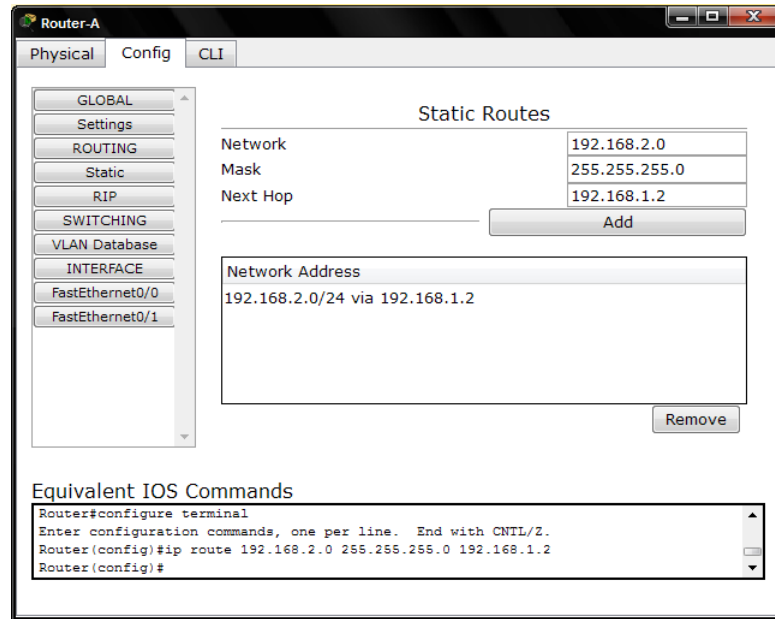 Router-A
Physical Config CLI
GLOBAL
Settings
ROUTING
Static
RIP
SWITCHING
VLAN Database
INTERFACE
FastEthernet0/0
FastEthernet0/1
Static Routes
Network 192.168.2.0
Mask 255.255.255.0
Next Hop 192.168.1.2
Add
Network Address
192.168.2.0/24 via 192.168.1.2
Remove
Equivalent IOS Commands
Router#configure terminal
Enter configuration commands, one per line.  End with CNTL/Z.
Router(config)#ip route 192.168.2.0 255.255.255.0 192.168.1.2
Router(config)#